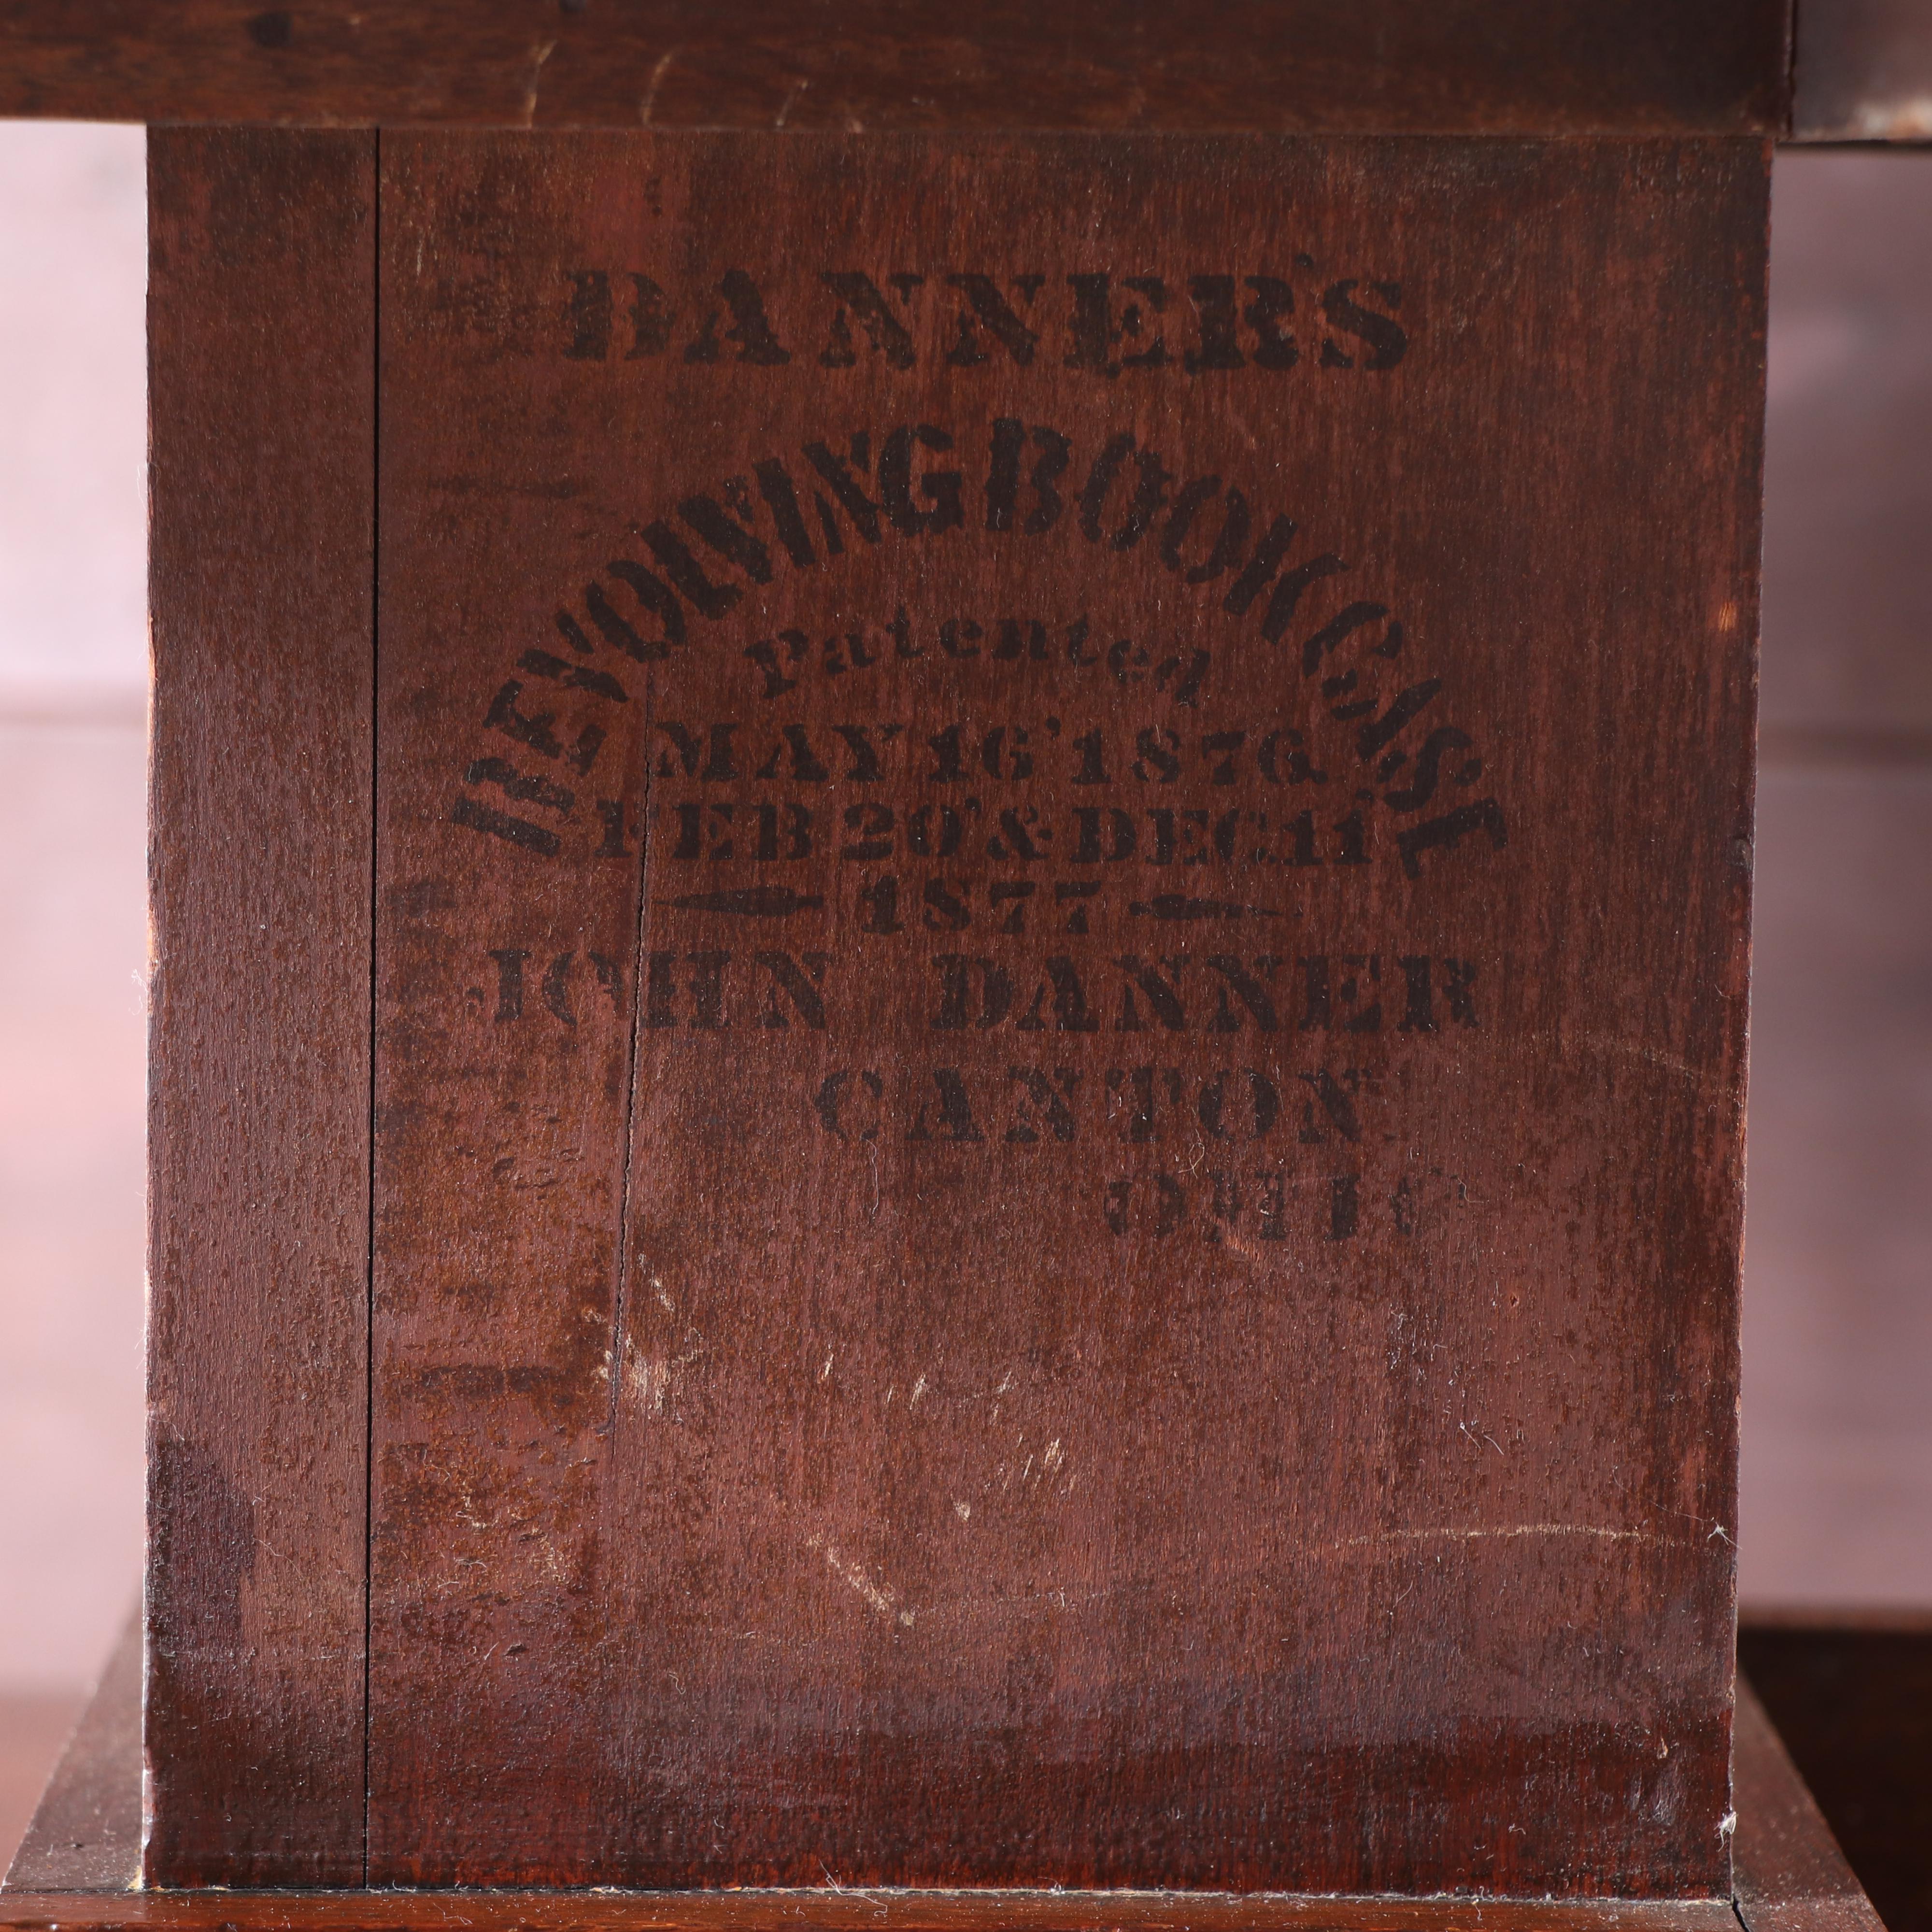 DANNER'S
REVOLVING BOOK CASE
Patented
MAY 16' 1876.
FEB 20' & DEC. 11'
1877
JOHN DANNER
CANTON
OHIO